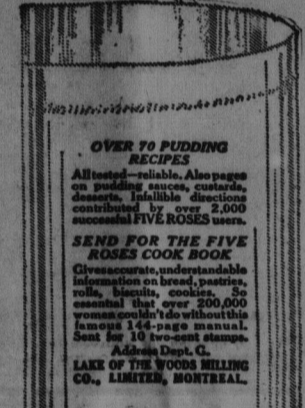 OVER 70 PUDDING
RECIPES
All tested—reliable. Also pages
on pudding sauces, custards,
desserts. Infallible directions
contributed by over 2,000
successful FIVE ROSES users.
SEND FOR THE FIVE
ROSES COOK BOOK
Gives accurate, understandable
information on bread, pastries,
rolls, biscuits, cookies. So
essential that over 200,000
women couldn't do without this
famous 144-page manual.
Sent for 10 two-cent stamps.
Address Dept. G.
LAKE OF THE WOODS MILLING
CO., LIMITED, MONTREAL.